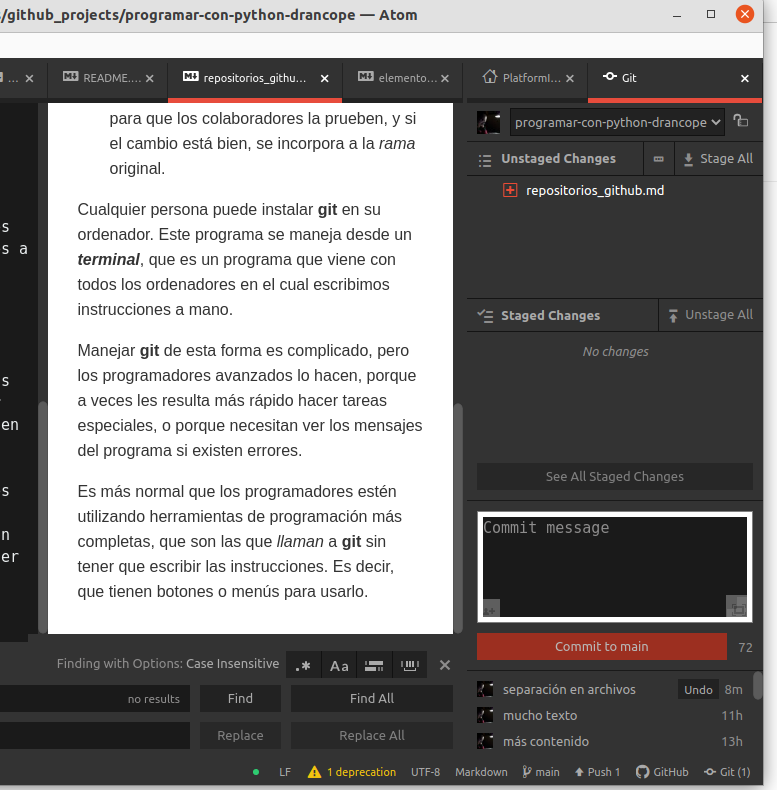 s/github_projects/programar-con-python-drancope — Atom
... README.... repositorios_githu... elemento... PlatformI... Git
para que los colaboradores la prueben, y si
el cambio está bien, se incorpora a la rama
original.
Cualquier persona puede instalar git en su
ordenador. Este programa se maneja desde un
terminal, que es un programa que viene con
todos los ordenadores en el cual escribimos
instrucciones a mano.
Manejar git de esta forma es complicado, pero
los programadores avanzados lo hacen, porque
a veces les resulta más rápido hacer tareas
especiales, o porque necesitan ver los mensajes
del programa si existen errores.
Es más normal que los programadores estén
utilizando herramientas de programación más
completas, que son las que llaman a git sin
tener que escribir las instrucciones. Es decir,
que tienen botones o menús para usarlo.
s
s a
s
en
s
n
er
programar-con-python-drancope
Unstaged Changes ... Stage All
repositorios_github.md
Staged Changes Unstage All
No changes
See All Staged Changes
Commit message
Commit to main 72
separación en archivos Undo 8m
mucho texto 11h
más contenido 13h
Finding with Options: Case Insensitive .* Aa
no results Find Find All
Replace Replace All
LF 1 deprecation UTF-8 Markdown main Push 1 GitHub Git (1)